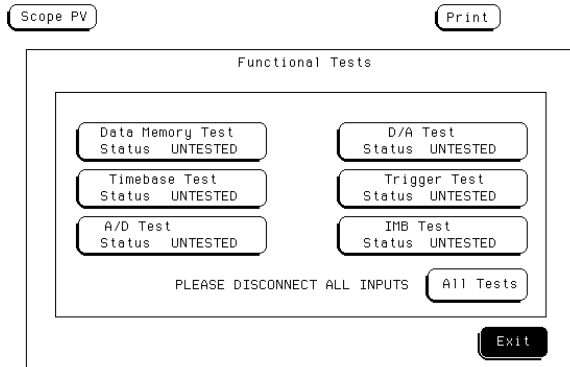 Scope PV
Print
Functional Tests
Data Memory Test
Status UNTESTED
D/A Test
Status UNTESTED
Timebase Test
Status UNTESTED
Trigger Test
Status UNTESTED
A/D Test
Status UNTESTED
IMB Test
Status UNTESTED
PLEASE DISCONNECT ALL INPUTS
All Tests
Exit